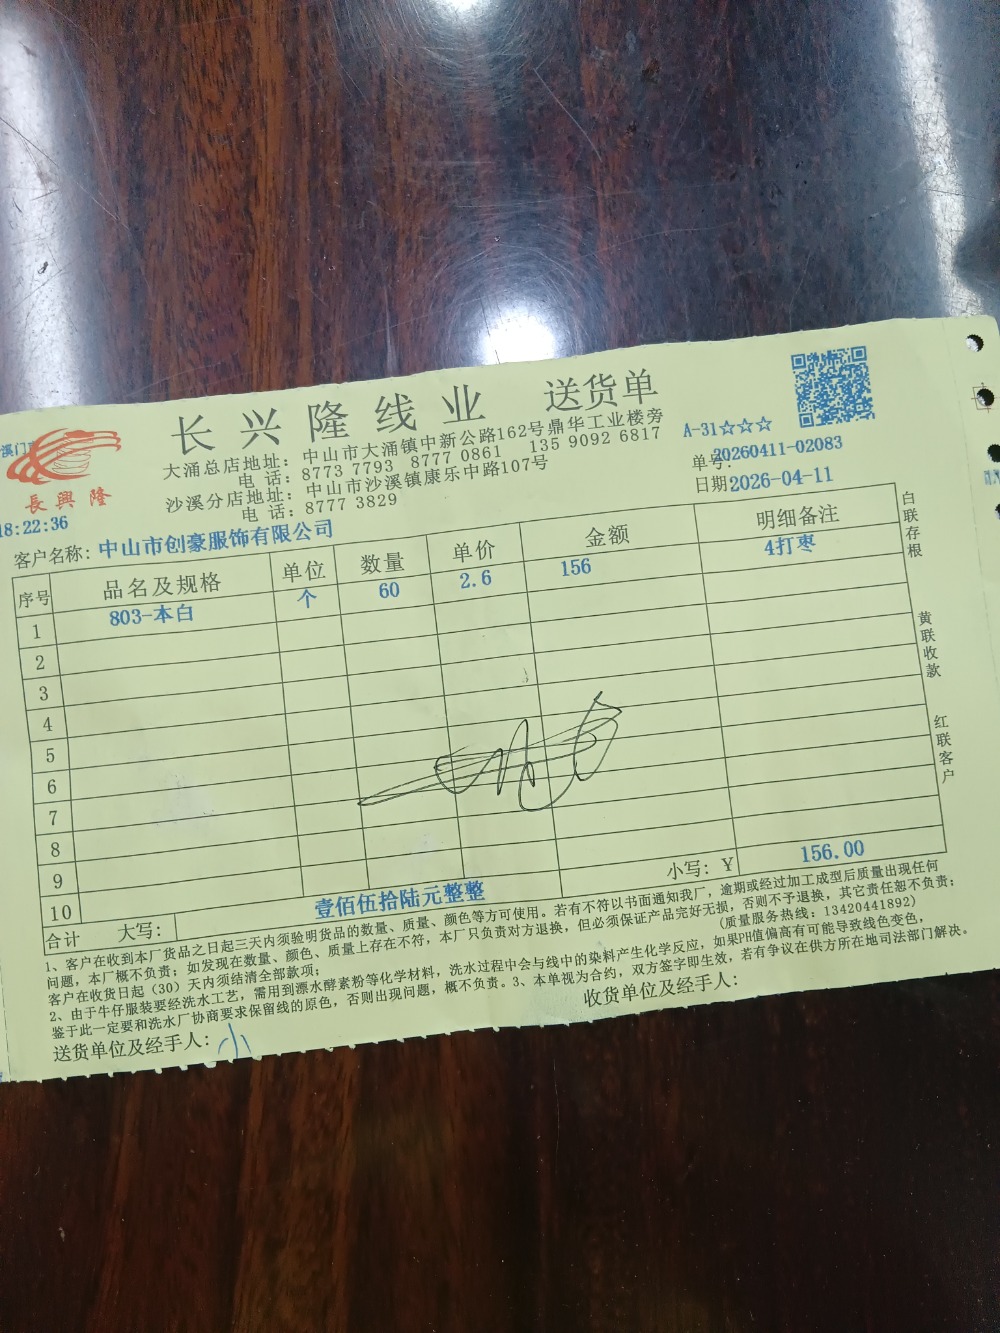 长兴隆线业 送货单
大涌总店地址：中山市大涌镇中新公路162号鼎华工业楼旁
电 话：8773 7793 8777 0861 135 9092 6817
沙溪分店地址：中山市沙溪镇康乐中路107号
电 话：8777 3829
長興隆
A-31☆☆☆
单号：20260411-02083
日期2026-04-11
18:22:36
客户名称：中山市创豪服饰有限公司
序号 品名及规格 单位 数量 单价 金额 明细备注
1 803-本白 个 60 2.6 156 4打枣
2
3
4
5
6
7
8
9
10
合计 大写：壹佰伍拾陆元整整 小写：￥ 156.00
1、客户在收到本厂货品之日起三天内须验明货品的数量、质量、颜色等方可使用。若有不符以书面通知我厂，逾期或经过加工成型后质量出现任何
问题，本厂概不负责；如发现在数量、颜色、质量上存在不符，本厂只负责对方退换，但必须保证产品完好无损，否则不予退换，其它责任恕不负责；
客户在收货日起（30）天内须结清全部款项； （质量服务热线：13420441892）
2、由于牛仔服装要经洗水工艺，需用到漂水酵素粉等化学材料，洗水过程中会与线中的染料产生化学反应，如果PH值偏高有可能导致线色变色，
鉴于此一定要和洗水厂协商要求保留线的原色，否则出现问题，概不负责。3、本单视为合约，双方签字即生效，若有争议在供方所在地司法部门解决。
送货单位及经手人：小 收货单位及经手人：
白联存根
黄联收款
红联客户